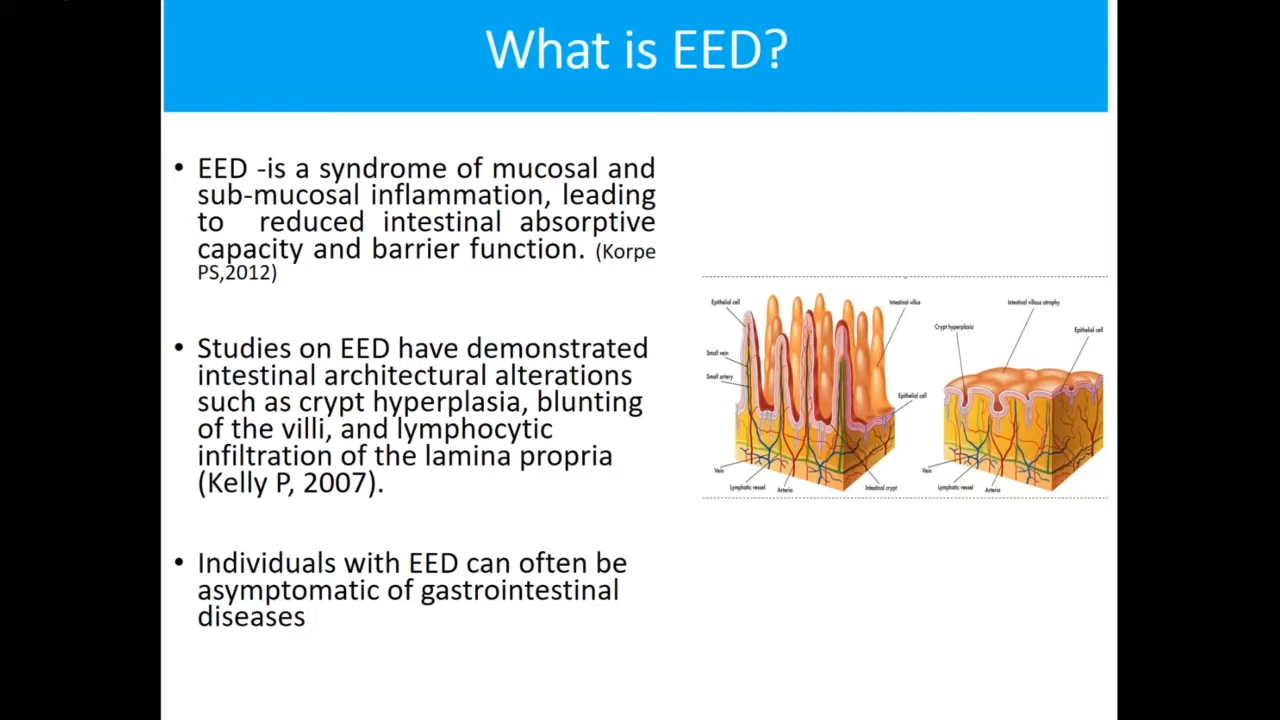 What is EED?
• EED -is a syndrome of mucosal and
sub-mucosal inflammation, leading
to reduced intestinal absorptive
capacity and barrier function. (Korpe
PS,2012)
• Studies on EED have demonstrated
intestinal architectural alterations
such as crypt hyperplasia, blunting
of the villi, and lymphocytic
infiltration of the lamina propria
(Kelly P, 2007).
• Individuals with EED can often be
asymptomatic of gastrointestinal
diseases
Epithelial cell
Intestinal villus
Small vein
Small artery
Epithelial cell
Vein
Lymphatic vessel
Arteria
Intestinal crypt
Intestinal villous atrophy
Crypt hyperplasia
Epithelial cell
Vein
Lymphatic vessel
Arteria